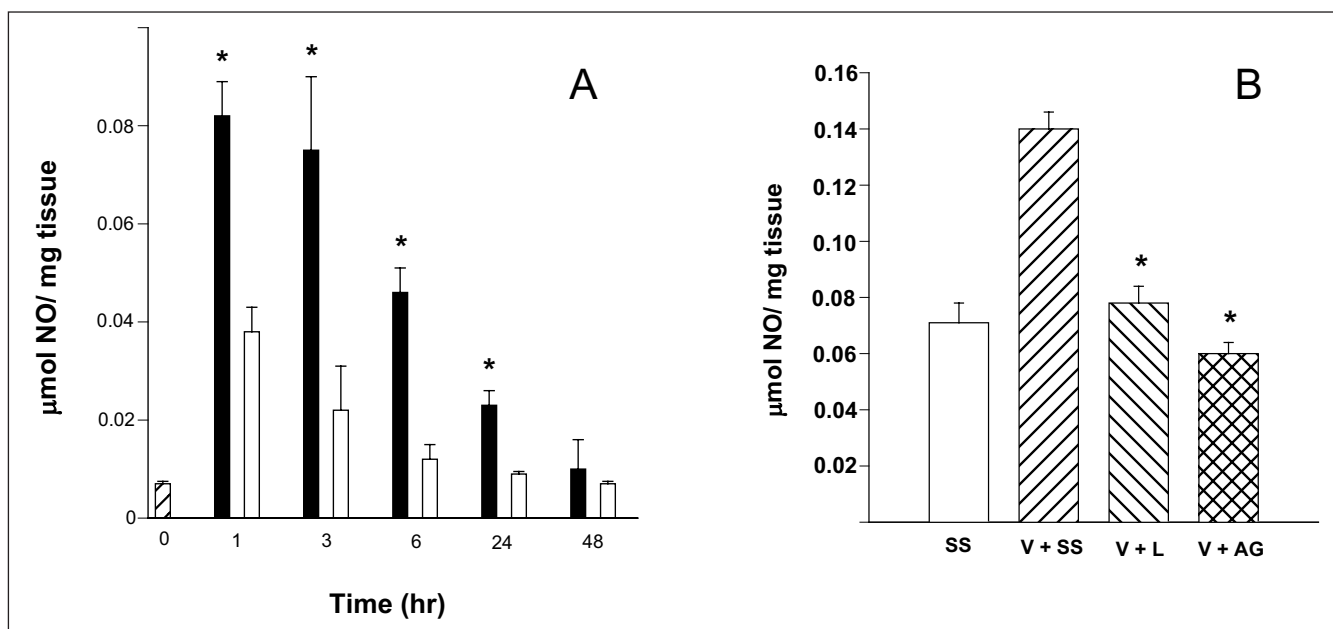 A
μmol NO/ mg tissue
0.08
0.06
0.04
0.02
0
* * * *
0 1 3 6 24 48
Time (hr)
B
μmol NO/ mg tissue
0.16
0.14
0.12
0.10
0.08
0.06
0.04
0.02
* *
SS V + SS V + L V + AG